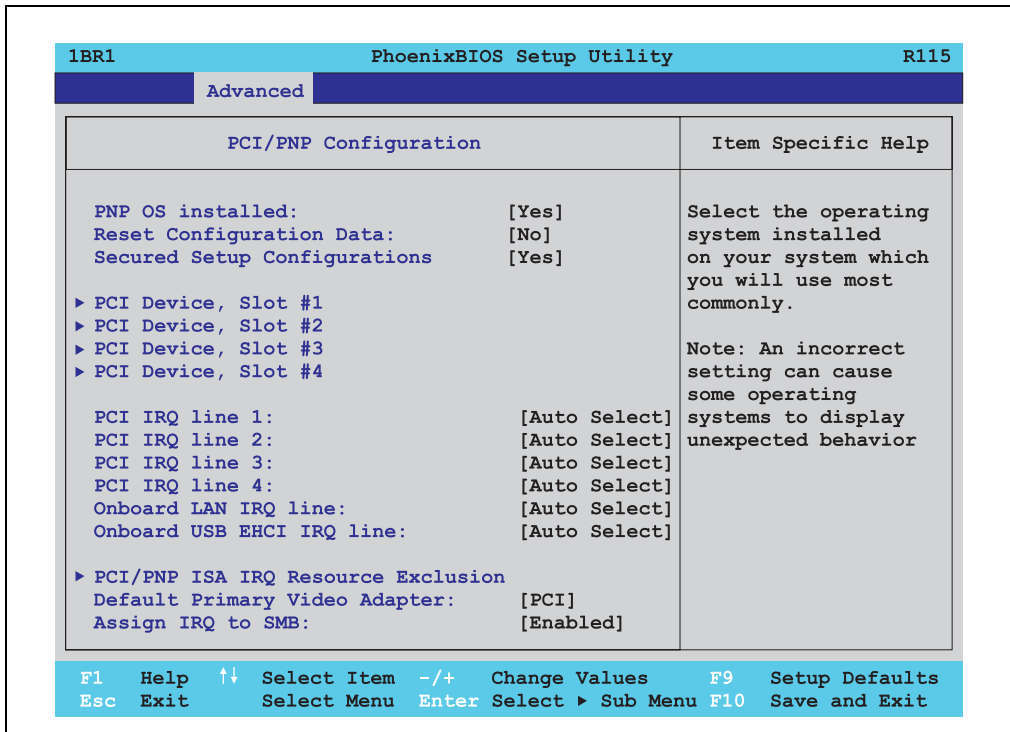 1BR1 PhoenixBIOS Setup Utility R115
Advanced
PCI/PNP Configuration
PNP OS installed: [Yes]
Reset Configuration Data: [No]
Secured Setup Configurations [Yes]
▶ PCI Device, Slot #1
▶ PCI Device, Slot #2
▶ PCI Device, Slot #3
▶ PCI Device, Slot #4
PCI IRQ line 1: [Auto Select]
PCI IRQ line 2: [Auto Select]
PCI IRQ line 3: [Auto Select]
PCI IRQ line 4: [Auto Select]
Onboard LAN IRQ line: [Auto Select]
Onboard USB EHCI IRQ line: [Auto Select]
▶ PCI/PNP ISA IRQ Resource Exclusion
Default Primary Video Adapter: [PCI]
Assign IRQ to SMB: [Enabled]
Item Specific Help
Select the operating
system installed
on your system which
you will use most
commonly.
Note: An incorrect
setting can cause
some operating
systems to display
unexpected behavior
F1 Help ↑↓ Select Item -/+ Change Values F9 Setup Defaults
Esc Exit Select Menu Enter Select ▶ Sub Menu F10 Save and Exit